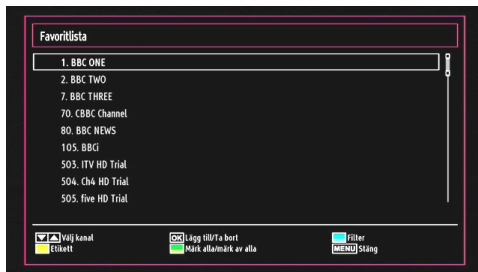 Favoritlista
1. BBC ONE
2. BBC TWO
7. BBC THREE
70. CBBC Channel
80. BBC NEWS
105. BBCi
503. ITV HD Trial
504. Ch4 HD Trial
505. five HD Trial
Välj kanal OK Lägg till/Ta bort Filter
Etikett Märk alla/märk av alla MENU Stäng